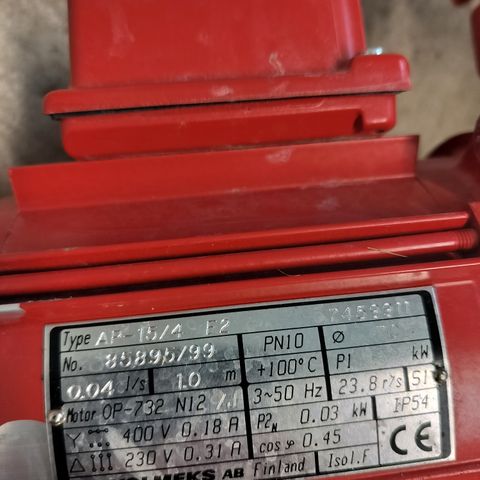 Type AP-15/4 F2
No. 85895/99 PN10 Ø
0.04 l/s 1.0 m +100°C P1 kW
Motor OP-732 N12 3~50 Hz 23.8 r/s S1
400 V 0.18 A P2N 0.03 kW IP54
230 V 0.31 A cos φ 0.45 CE
KOLMEKS AB Finland Isol.F